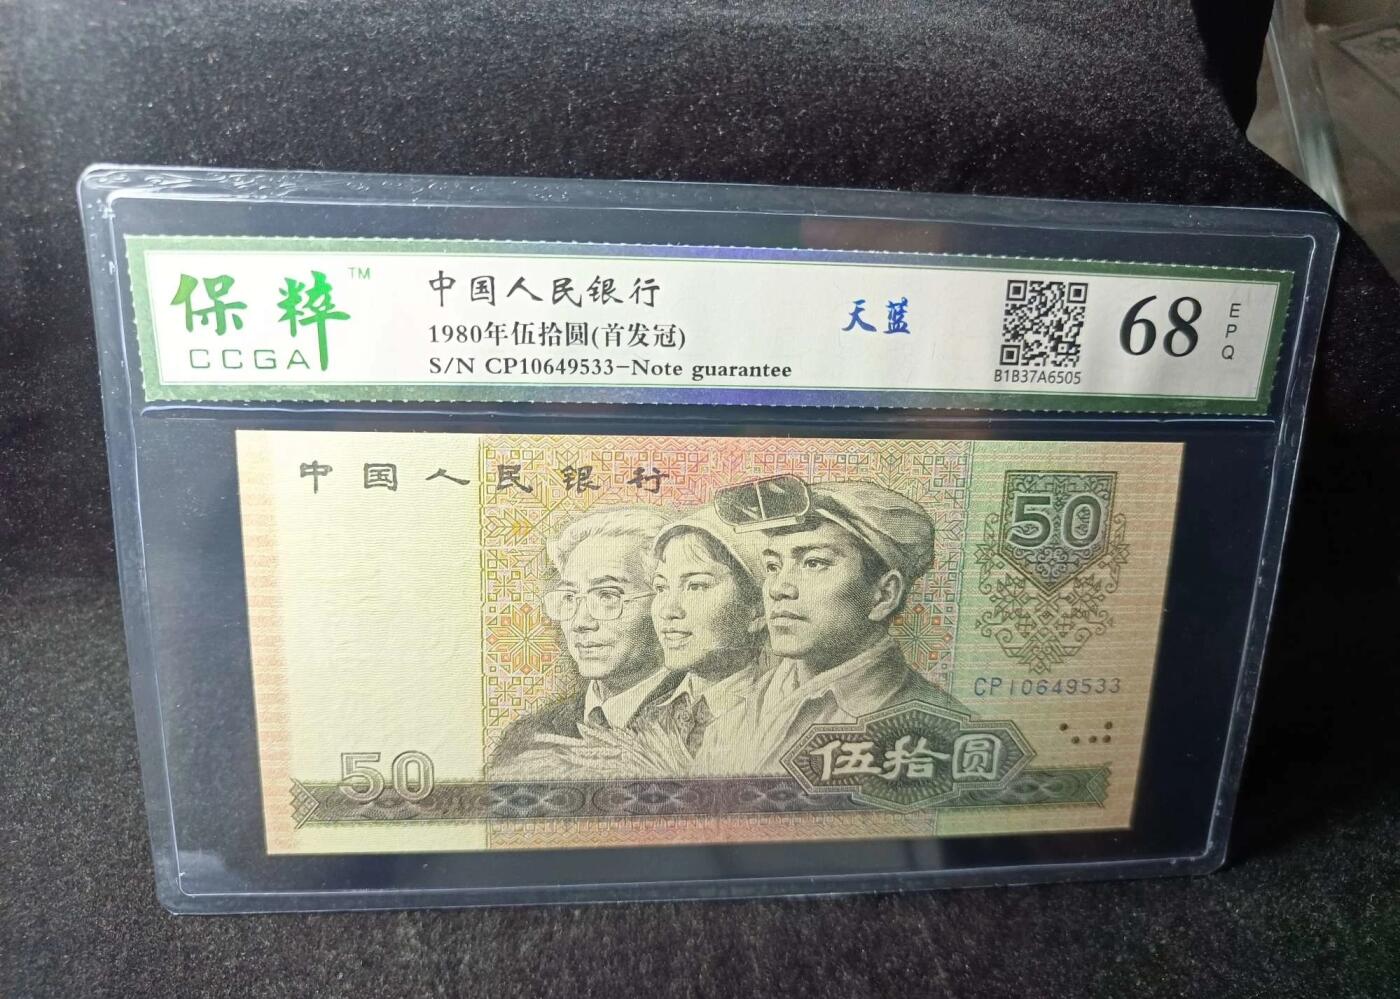 保粹™
CCGA
中国人民银行
1980年伍拾圆(首发冠)
S/N CP10649533-Note guarantee
天蓝
B1B37A6505
68
EPQ
中国人民银行
50
CP10649533
50
伍拾圆